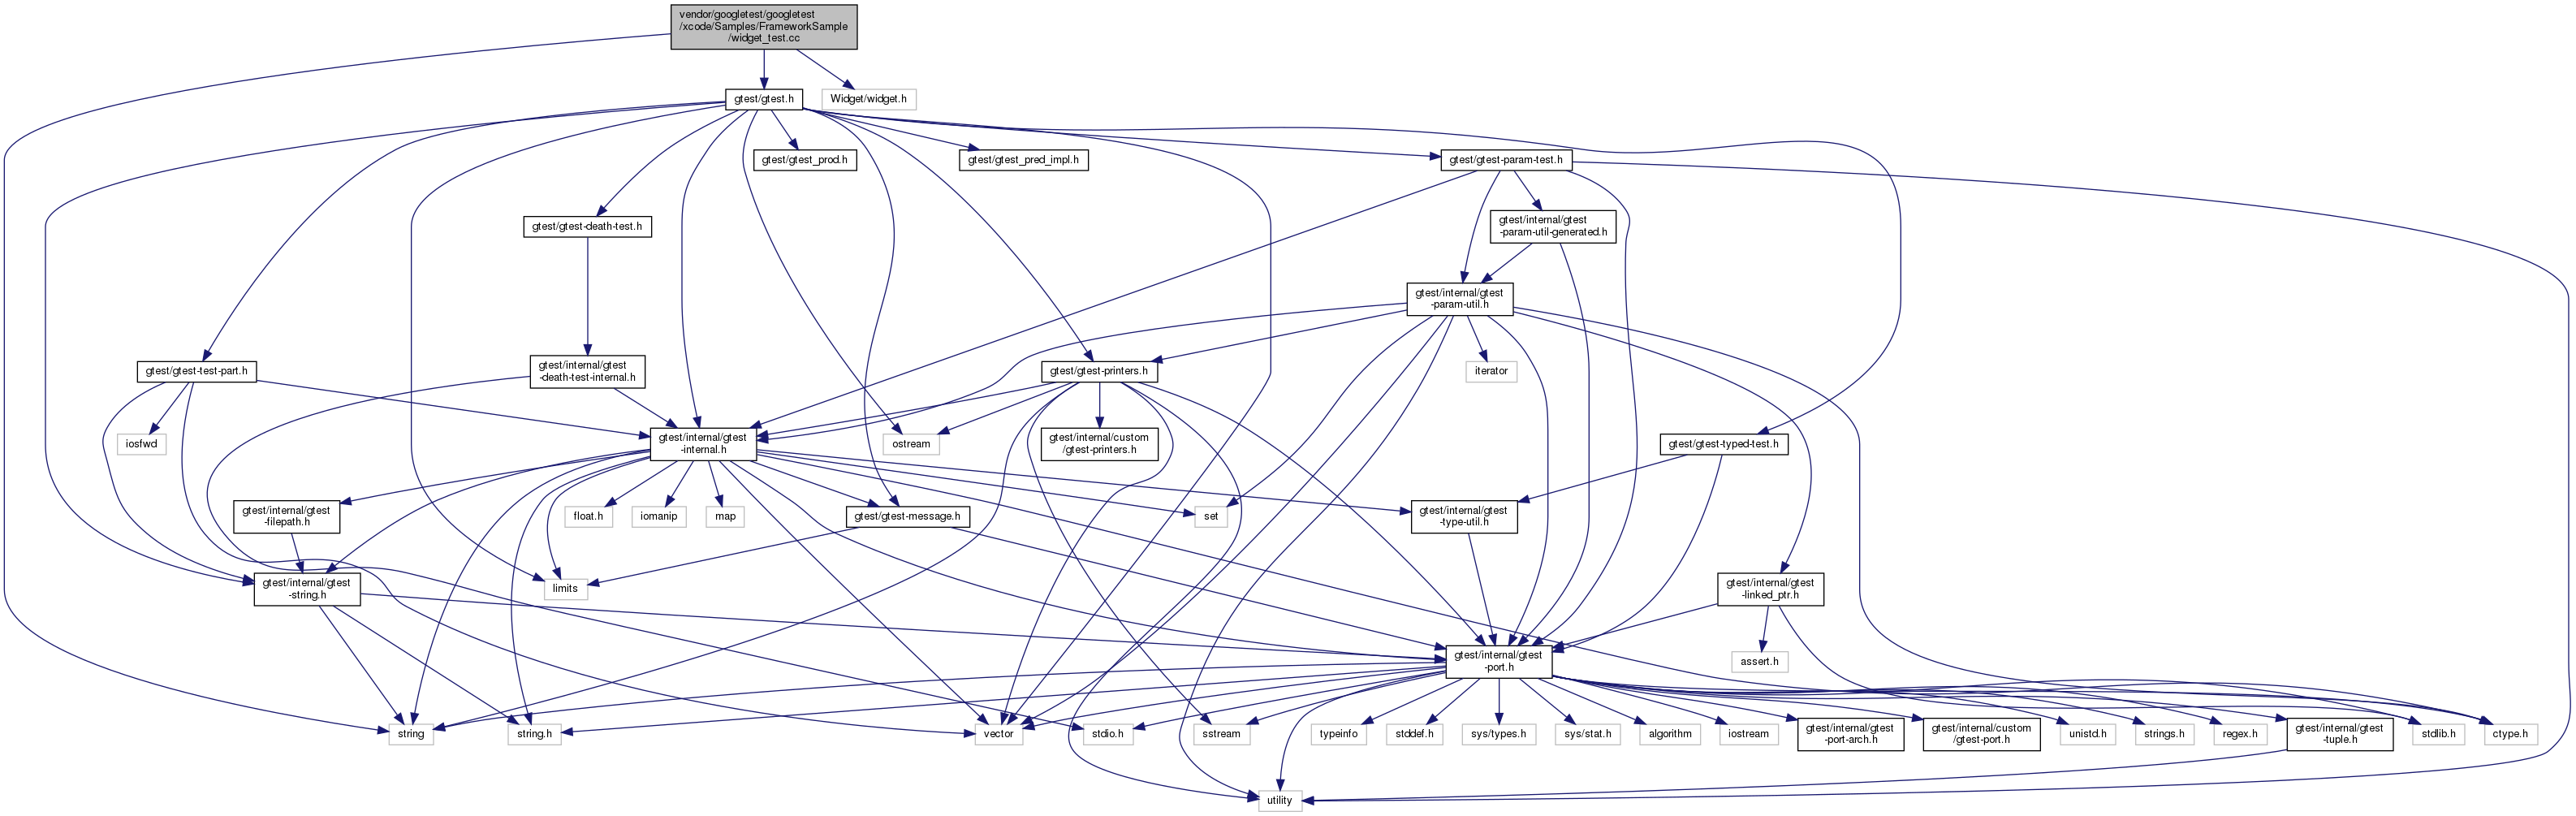 vendor/googletest/googletest
/xcode/Samples/FrameworkSample
/widget_test.cc
gtest/gtest.h
Widget/widget.h
gtest/gtest_prod.h
gtest/gtest_pred_impl.h
gtest/gtest-param-test.h
gtest/gtest-death-test.h
gtest/internal/gtest
-param-util-generated.h
gtest/internal/gtest
-param-util.h
gtest/gtest-test-part.h
gtest/internal/gtest
-death-test-internal.h
gtest/gtest-printers.h
iterator
iosfwd
gtest/internal/gtest
-internal.h
ostream
gtest/internal/custom
/gtest-printers.h
gtest/gtest-typed-test.h
gtest/internal/gtest
-filepath.h
float.h
iomanip
map
gtest/gtest-message.h
set
gtest/internal/gtest
-type-util.h
gtest/internal/gtest
-string.h
limits
gtest/internal/gtest
-linked_ptr.h
gtest/internal/gtest
-port.h
assert.h
string
string.h
vector
stdio.h
sstream
typeinfo
stddef.h
sys/types.h
sys/stat.h
algorithm
iostream
gtest/internal/gtest
-port-arch.h
gtest/internal/custom
/gtest-port.h
unistd.h
strings.h
regex.h
gtest/internal/gtest
-tuple.h
stdlib.h
ctype.h
utility